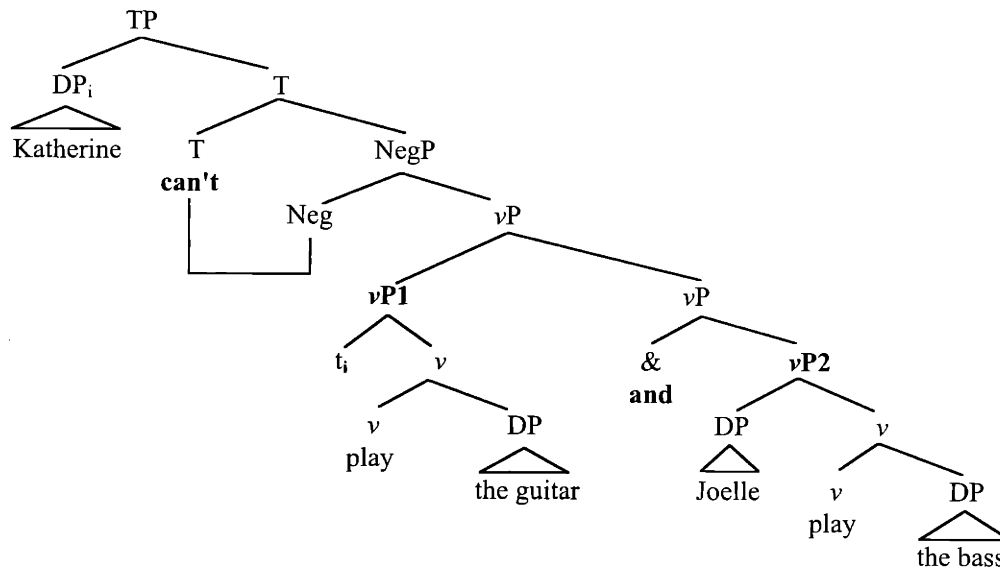 TP
DPi T
Katherine T NegP
can't
Neg vP
vP1 vP
ti v & vP2
and
v DP DP v
play the guitar Joelle v DP
play the bass